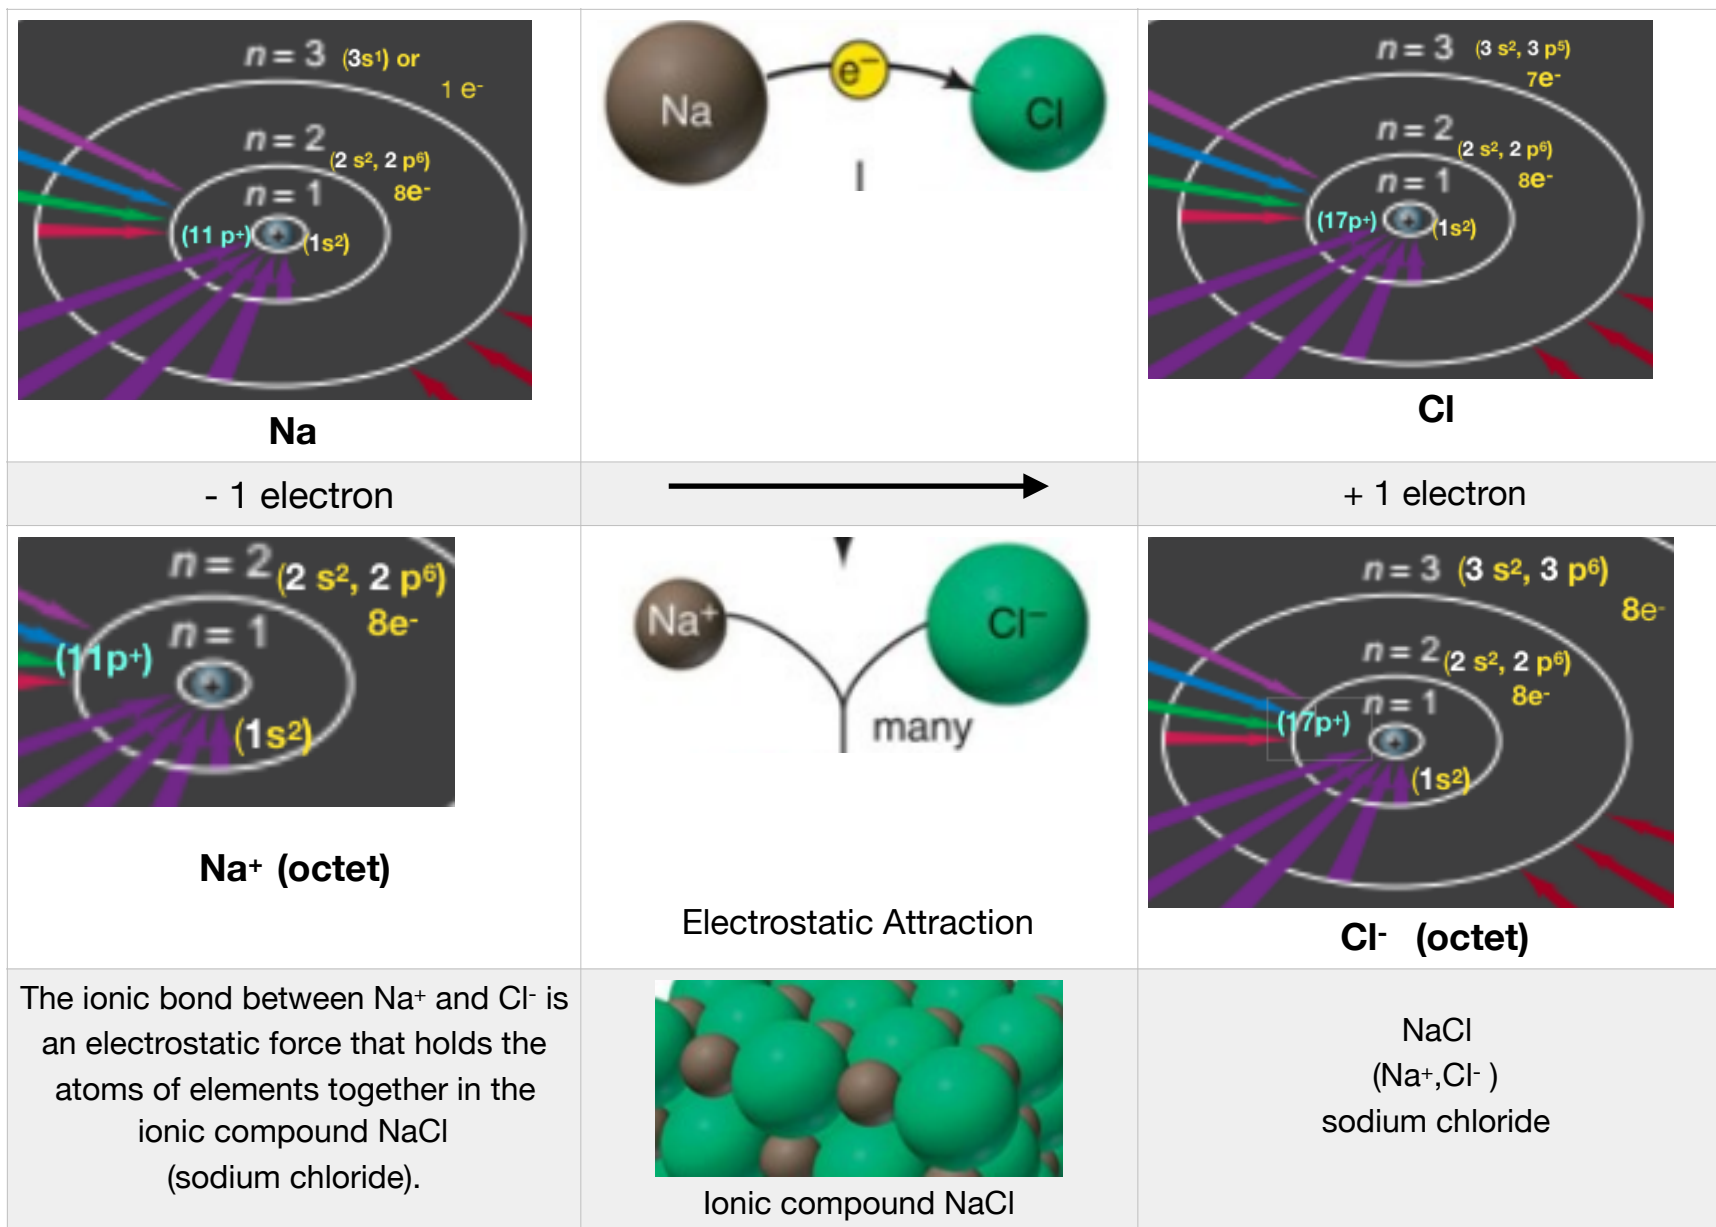 n = 3 (3s¹) or
1 e⁻
n = 2
(2 s², 2 p⁶)
8e⁻
n = 1
(11 p⁺)
(1s²)
Na
Na
e⁻
Cl
n = 3 (3 s², 3 p⁵)
7e⁻
n = 2
(2 s², 2 p⁶)
8e⁻
n = 1
(17p⁺)
(1s²)
Cl
- 1 electron
+ 1 electron
n = 2 (2 s², 2 p⁶)
8e⁻
n = 1
(11p⁺)
(1s²)
Na⁺ (octet)
Na⁺
Cl⁻
many
Electrostatic Attraction
n = 3 (3 s², 3 p⁶)
8e⁻
n = 2 (2 s², 2 p⁶)
8e⁻
n = 1
(17p⁺)
(1s²)
Cl⁻ (octet)
The ionic bond between Na⁺ and Cl⁻ is
an electrostatic force that holds the
atoms of elements together in the
ionic compound NaCl
(sodium chloride).
Ionic compound NaCl
NaCl
(Na⁺,Cl⁻ )
sodium chloride